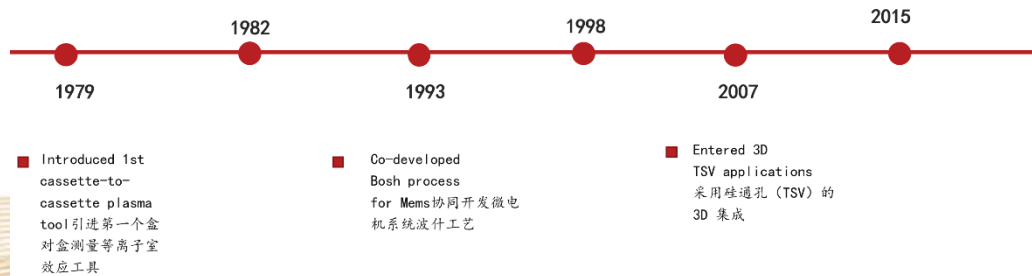 1982
1998
2015
1979
1993
2007
Introduced 1st
cassette-to-
cassette plasma
tool引进第一个盒
对盒测量等离子室
效应工具
Co-developed
Bosh process
for Mems协同开发微电
机系统波什工艺
Entered 3D
TSV applications
采用硅通孔（TSV）的
3D 集成